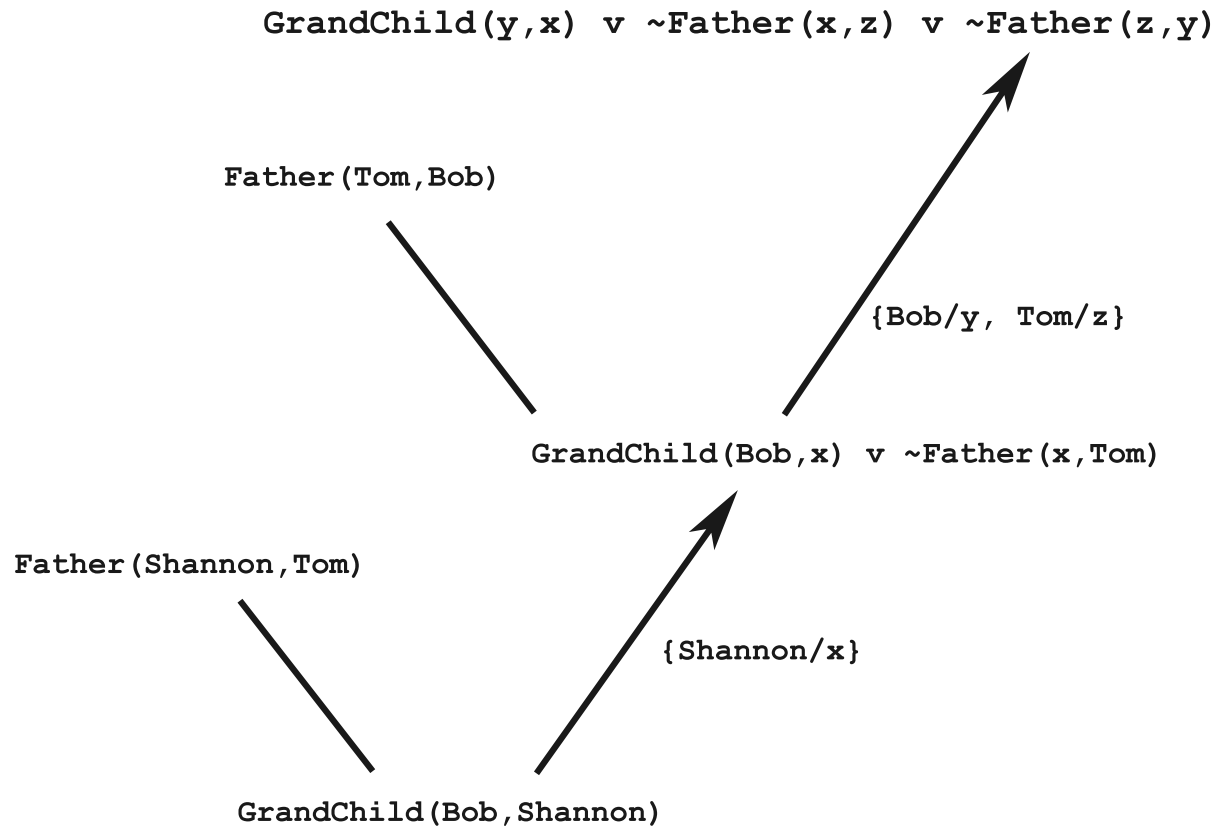 GrandChild(y,x) v ~Father(x,z) v ~Father(z,y)
Father(Tom,Bob)
{Bob/y, Tom/z}
GrandChild(Bob,x) v ~Father(x,Tom)
Father(Shannon,Tom)
{Shannon/x}
GrandChild(Bob,Shannon)